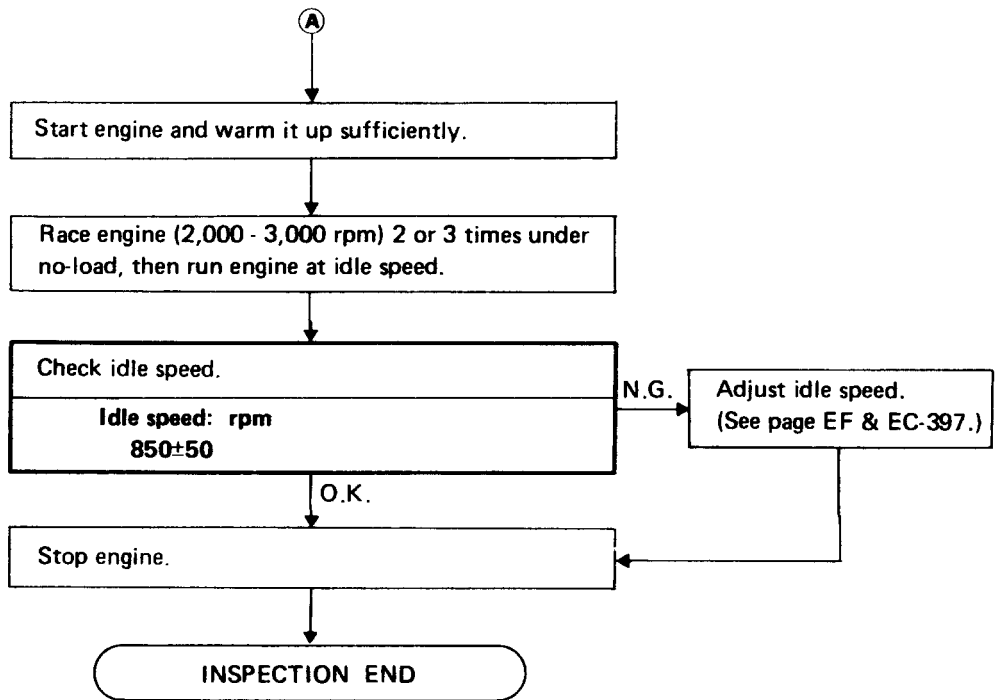 A
Start engine and warm it up sufficiently.
Race engine (2,000 - 3,000 rpm) 2 or 3 times under
no-load, then run engine at idle speed.
Check idle speed.
Idle speed: rpm
850±50
N.G.
Adjust idle speed.
(See page EF & EC-397.)
O.K.
Stop engine.
INSPECTION END